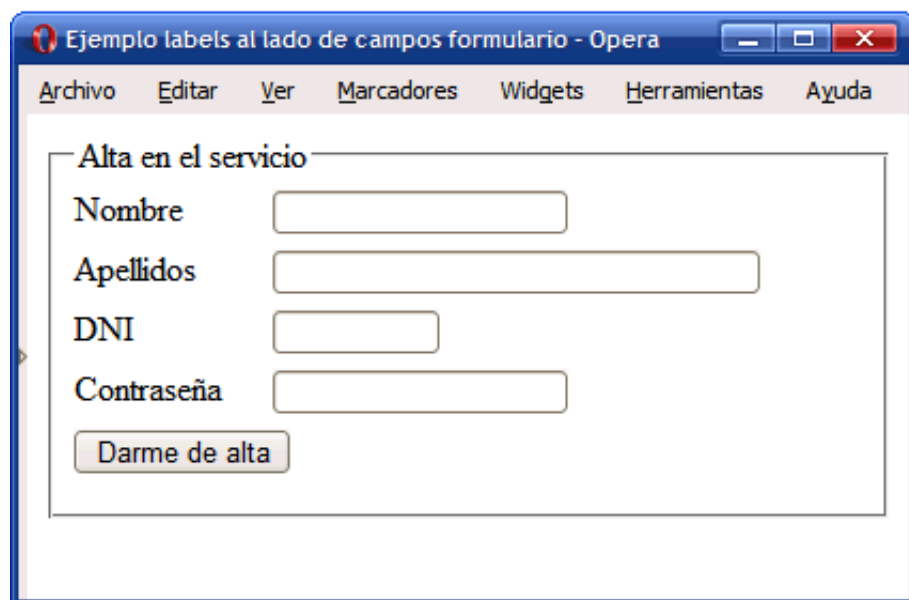 Ejemplo labels al lado de campos formulario - Opera
Archivo Editar Ver Marcadores Widgets Herramientas Ayuda
Alta en el servicio
Nombre
Apellidos
DNI
Contraseña
Darme de alta